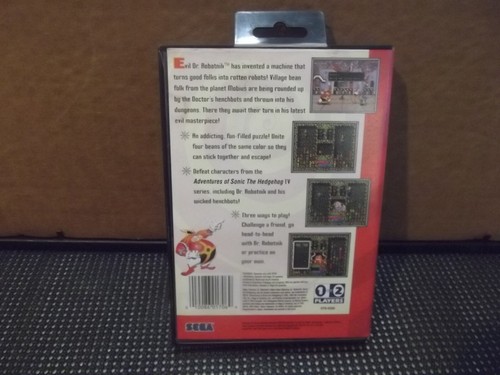 Evil Dr. Robotnik™ has invented a machine that
turns good folks into rotten robots! Village bean
folk from the planet Mobius are being rounded up
by the Doctor's henchbots and thrown into his
dungeons. There they await their turn in his latest
evil masterpiece!
An addicting, fun-filled puzzle! Unite
four beans of the same color so they
can stick together and escape!
Defeat characters from the
Adventures of Sonic The Hedgehog TV
series, including Dr. Robotnik and his
wicked henchbots!
Three ways to play!
Challenge a friend, go
head to head
with Dr. Robotnik
or practice on
your own.
1 2
PLAYERS
SEGA